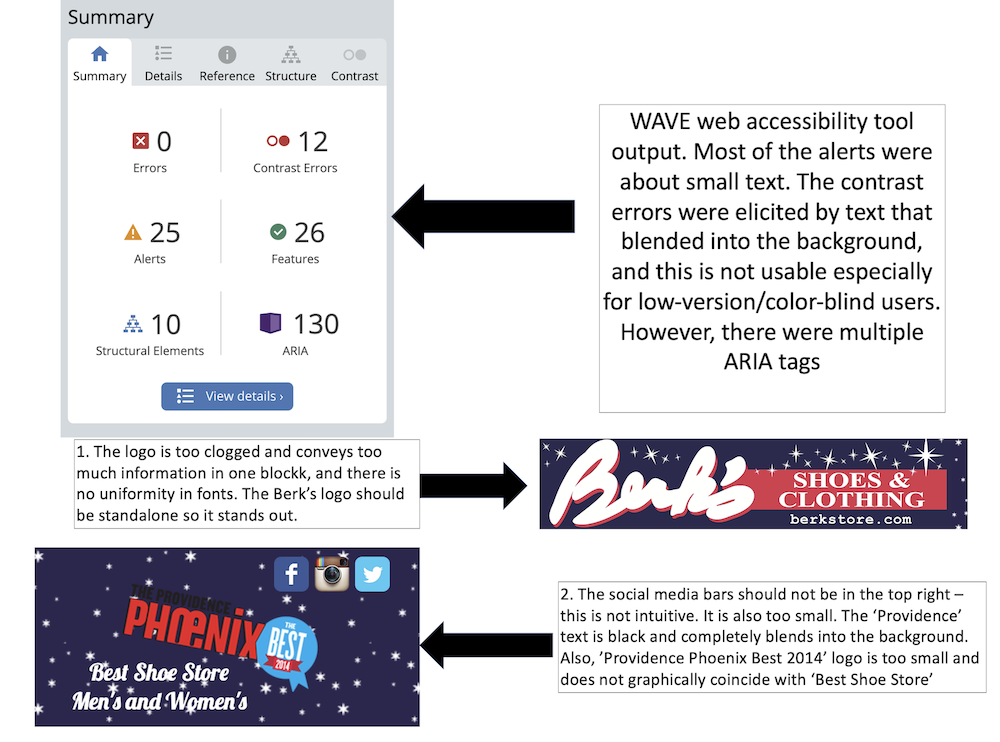 Summary
Summary Details Reference Structure Contrast
0
Errors
12
Contrast Errors
25
Alerts
26
Features
10
Structural Elements
130
ARIA
View details ›
WAVE web accessibility tool
output. Most of the alerts were
about small text. The contrast
errors were elicited by text that
blended into the background,
and this is not usable especially
for low-version/color-blind users.
However, there were multiple
ARIA tags
1. The logo is too clogged and conveys too
much information in one blockk, and there is
no uniformity in fonts. The Berk’s logo should
be standalone so it stands out.
Berk's
SHOES &
CLOTHING
berkstore.com
THE PROVIDENCE
PHOENIX
THE
BEST
2014
Best Shoe Store
Men's and Women's
2. The social media bars should not be in the top right –
this is not intuitive. It is also too small. The ‘Providence’
text is black and completely blends into the background.
Also, ’Providence Phoenix Best 2014’ logo is too small and
does not graphically coincide with ‘Best Shoe Store’